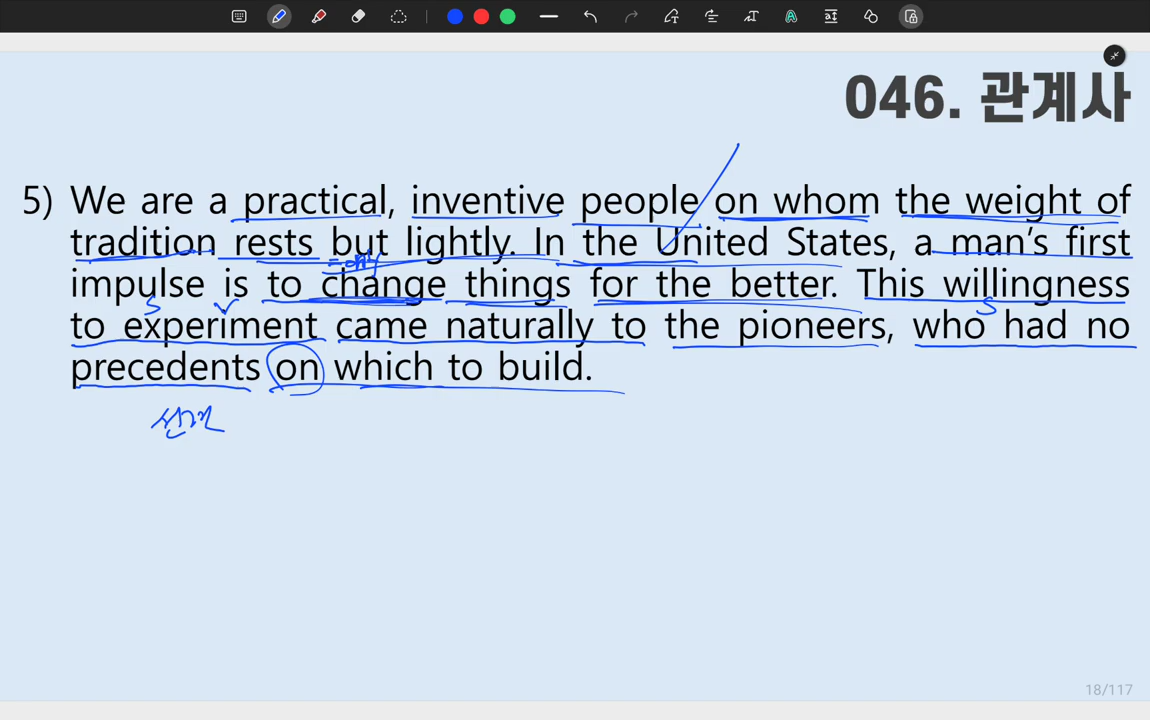 046. 관계사
5) We are a practical, inventive people on whom the weight of
tradition rests but lightly. In the United States, a man's first
=only
impulse is to change things for the better. This willingness
S V S
to experiment came naturally to the pioneers, who had no
precedents on which to build.
선례
18/117